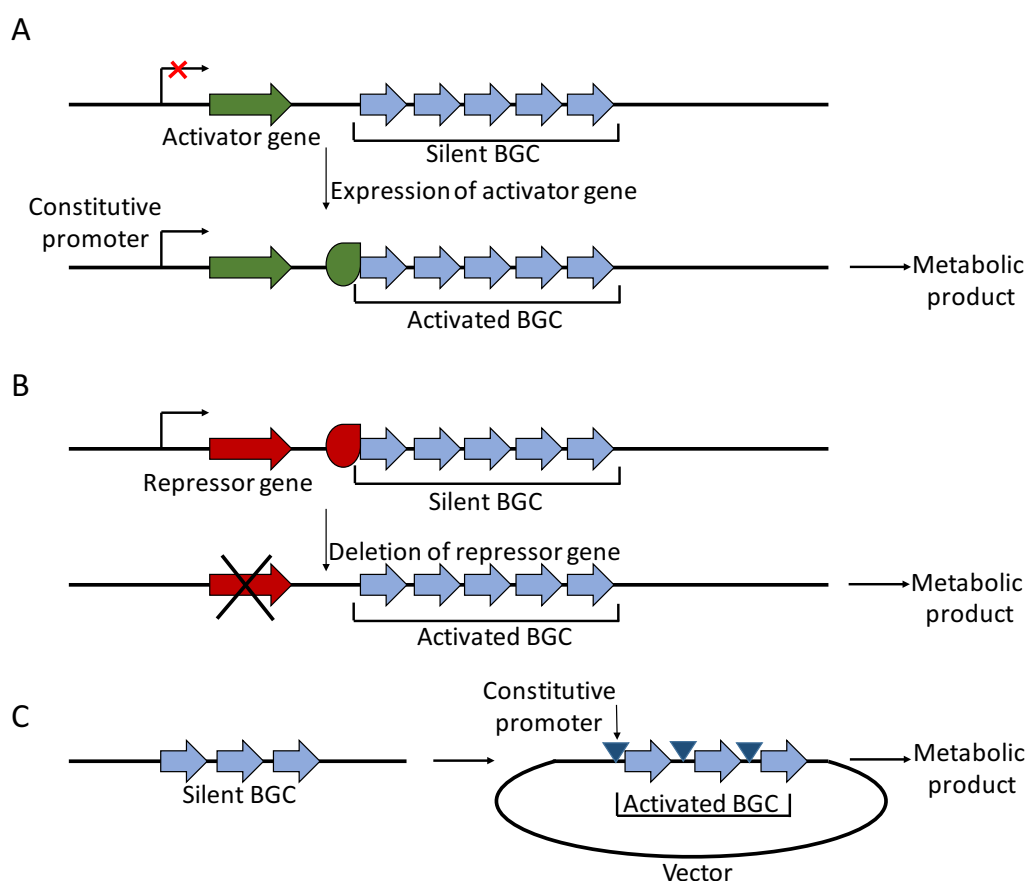 A
Activator gene
Silent BGC
Expression of activator gene
Constitutive
promoter
Activated BGC
Metabolic
product
B
Repressor gene
Silent BGC
Deletion of repressor gene
Activated BGC
Metabolic
product
C
Constitutive
promoter
Silent BGC
Activated BGC
Metabolic
product
Vector